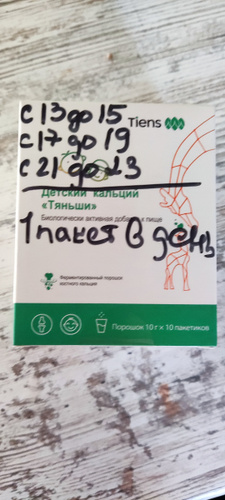 с 13 до 15
Tiens
с 17 до 19
с 21 до 23
Детский кальций
«Тяньши»
Биологически активная добавка к пище
1 пакет в день
Ферментированный порошок
костного кальция
Порошок 10 г × 10 пакетиков